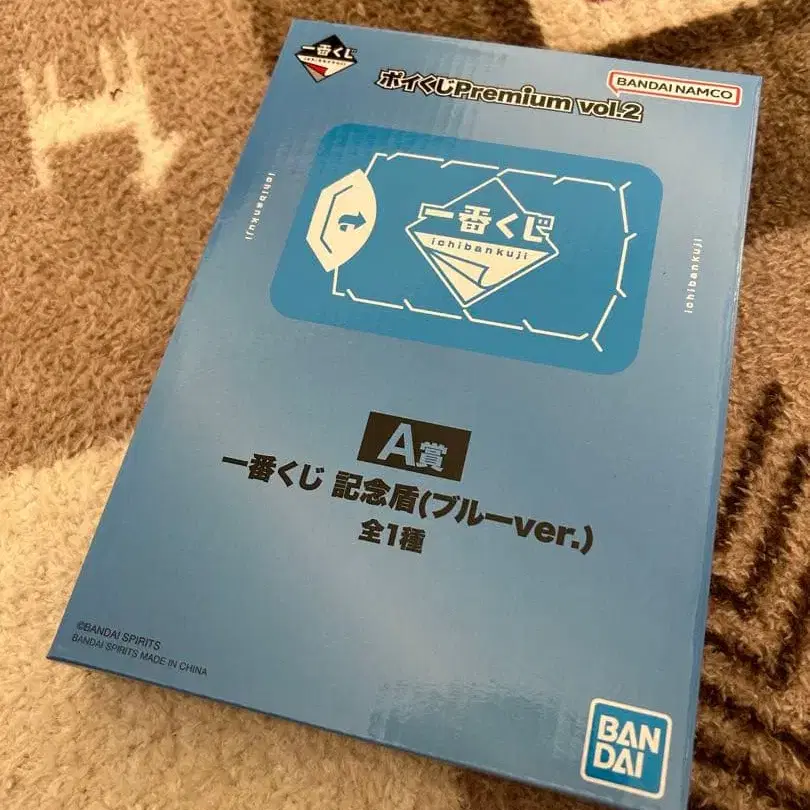 一番くじ
ichibankuji
ポイくじPremium vol.2
BANDAI NAMCO
ichibankuji
一番くじ
ichibankuji
ichibankuji
A賞
一番くじ 記念盾(ブルーver.)
全1種
©BANDAI SPIRITS
BANDAI SPIRITS MADE IN CHINA
BAN
DAI